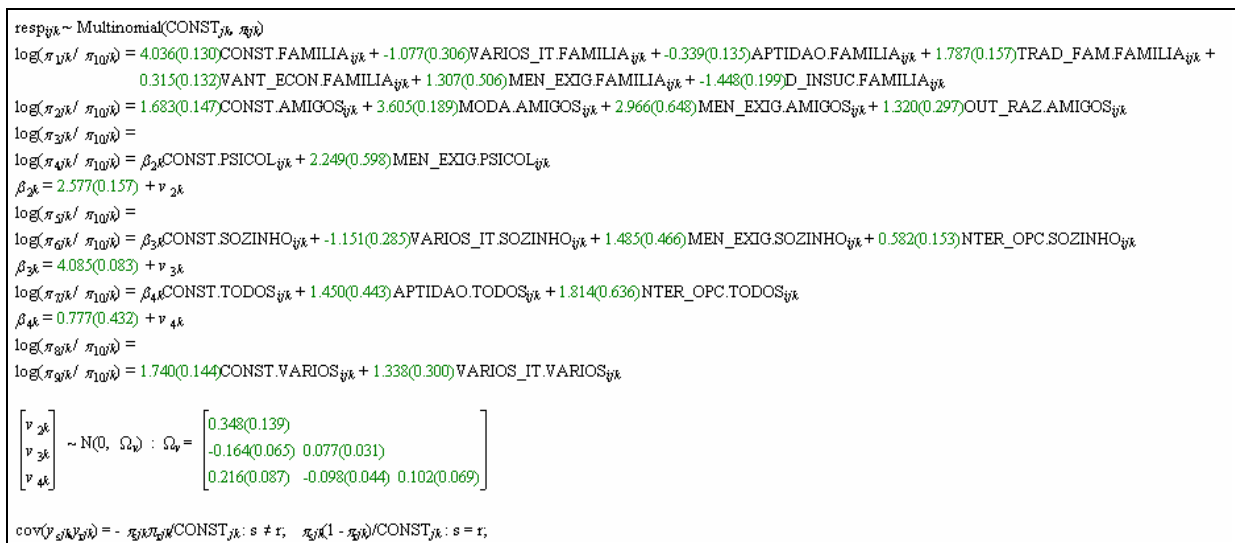 resp_ijk ~ Multinomial(CONST_jk, π_ijk)
log(π_1jk / π_10jk) = 4.036(0.130)CONST.FAMILIA_ijk + -1.077(0.306)VARIOS_IT.FAMILIA_ijk + -0.339(0.135)APTIDAO.FAMILIA_ijk + 1.787(0.157)TRAD_FAM.FAMILIA_ijk +
0.315(0.132)VANT_ECON.FAMILIA_ijk + 1.307(0.506)MEN_EXIG.FAMILIA_ijk + -1.448(0.199)D_INSUC.FAMILIA_ijk
log(π_2jk / π_10jk) = 1.683(0.147)CONST.AMIGOS_ijk + 3.605(0.189)MODA.AMIGOS_ijk + 2.966(0.648)MEN_EXIG.AMIGOS_ijk + 1.320(0.297)OUT_RAZ.AMIGOS_ijk
log(π_3jk / π_10jk) =
log(π_4jk / π_10jk) = β_2k CONST.PSICOL_ijk + 2.249(0.598)MEN_EXIG.PSICOL_ijk
β_2k = 2.577(0.157) + v_2k
log(π_5jk / π_10jk) =
log(π_6jk / π_10jk) = β_3k CONST.SOZINHO_ijk + -1.151(0.285)VARIOS_IT.SOZINHO_ijk + 1.485(0.466)MEN_EXIG.SOZINHO_ijk + 0.582(0.153)NTER_OPC.SOZINHO_ijk
β_3k = 4.085(0.083) + v_3k
log(π_7jk / π_10jk) = β_4k CONST.TODOS_ijk + 1.450(0.443)APTIDAO.TODOS_ijk + 1.814(0.636)NTER_OPC.TODOS_ijk
β_4k = 0.777(0.432) + v_4k
log(π_8jk / π_10jk) =
log(π_9jk / π_10jk) = 1.740(0.144)CONST.VARIOS_ijk + 1.338(0.300)VARIOS_IT.VARIOS_ijk
v_2k 0.348(0.139)
v_3k ~ N(0, Ω_v) : Ω_v = -0.164(0.065) 0.077(0.031)
v_4k 0.216(0.087) -0.098(0.044) 0.102(0.069)
cov(y_sjk y_rjk) = - π_sjk π_rjk /CONST_jk : s ≠ r; π_sjk(1 - π_rjk)/CONST_jk : s = r;